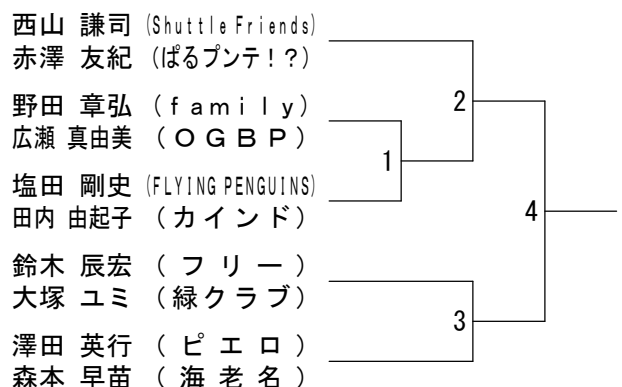 西山 謙司 (Shuttle Friends)
赤澤 友紀 (ぱるプンテ！？)
野田 章弘 (family)
広瀬 真由美 (OGBP)
塩田 剛史 (FLYING PENGUINS)
田内 由起子 (カインド)
鈴木 辰宏 (フリー)
大塚 ユミ (緑クラブ)
澤田 英行 (ピエロ)
森本 早苗 (海老名)
1
2
3
4